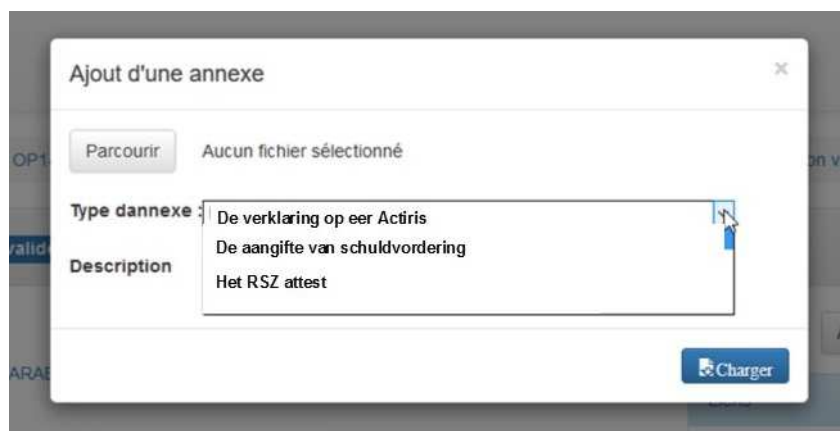 Ajout d'une annexe
×
OP1
Parcourir
Aucun fichier sélectionné
on v
Type dannexe :
De verklaring op eer Actiris
valide
De aangifte van schuldvordering
Description
Het RSZ attest
ARAB
Charger